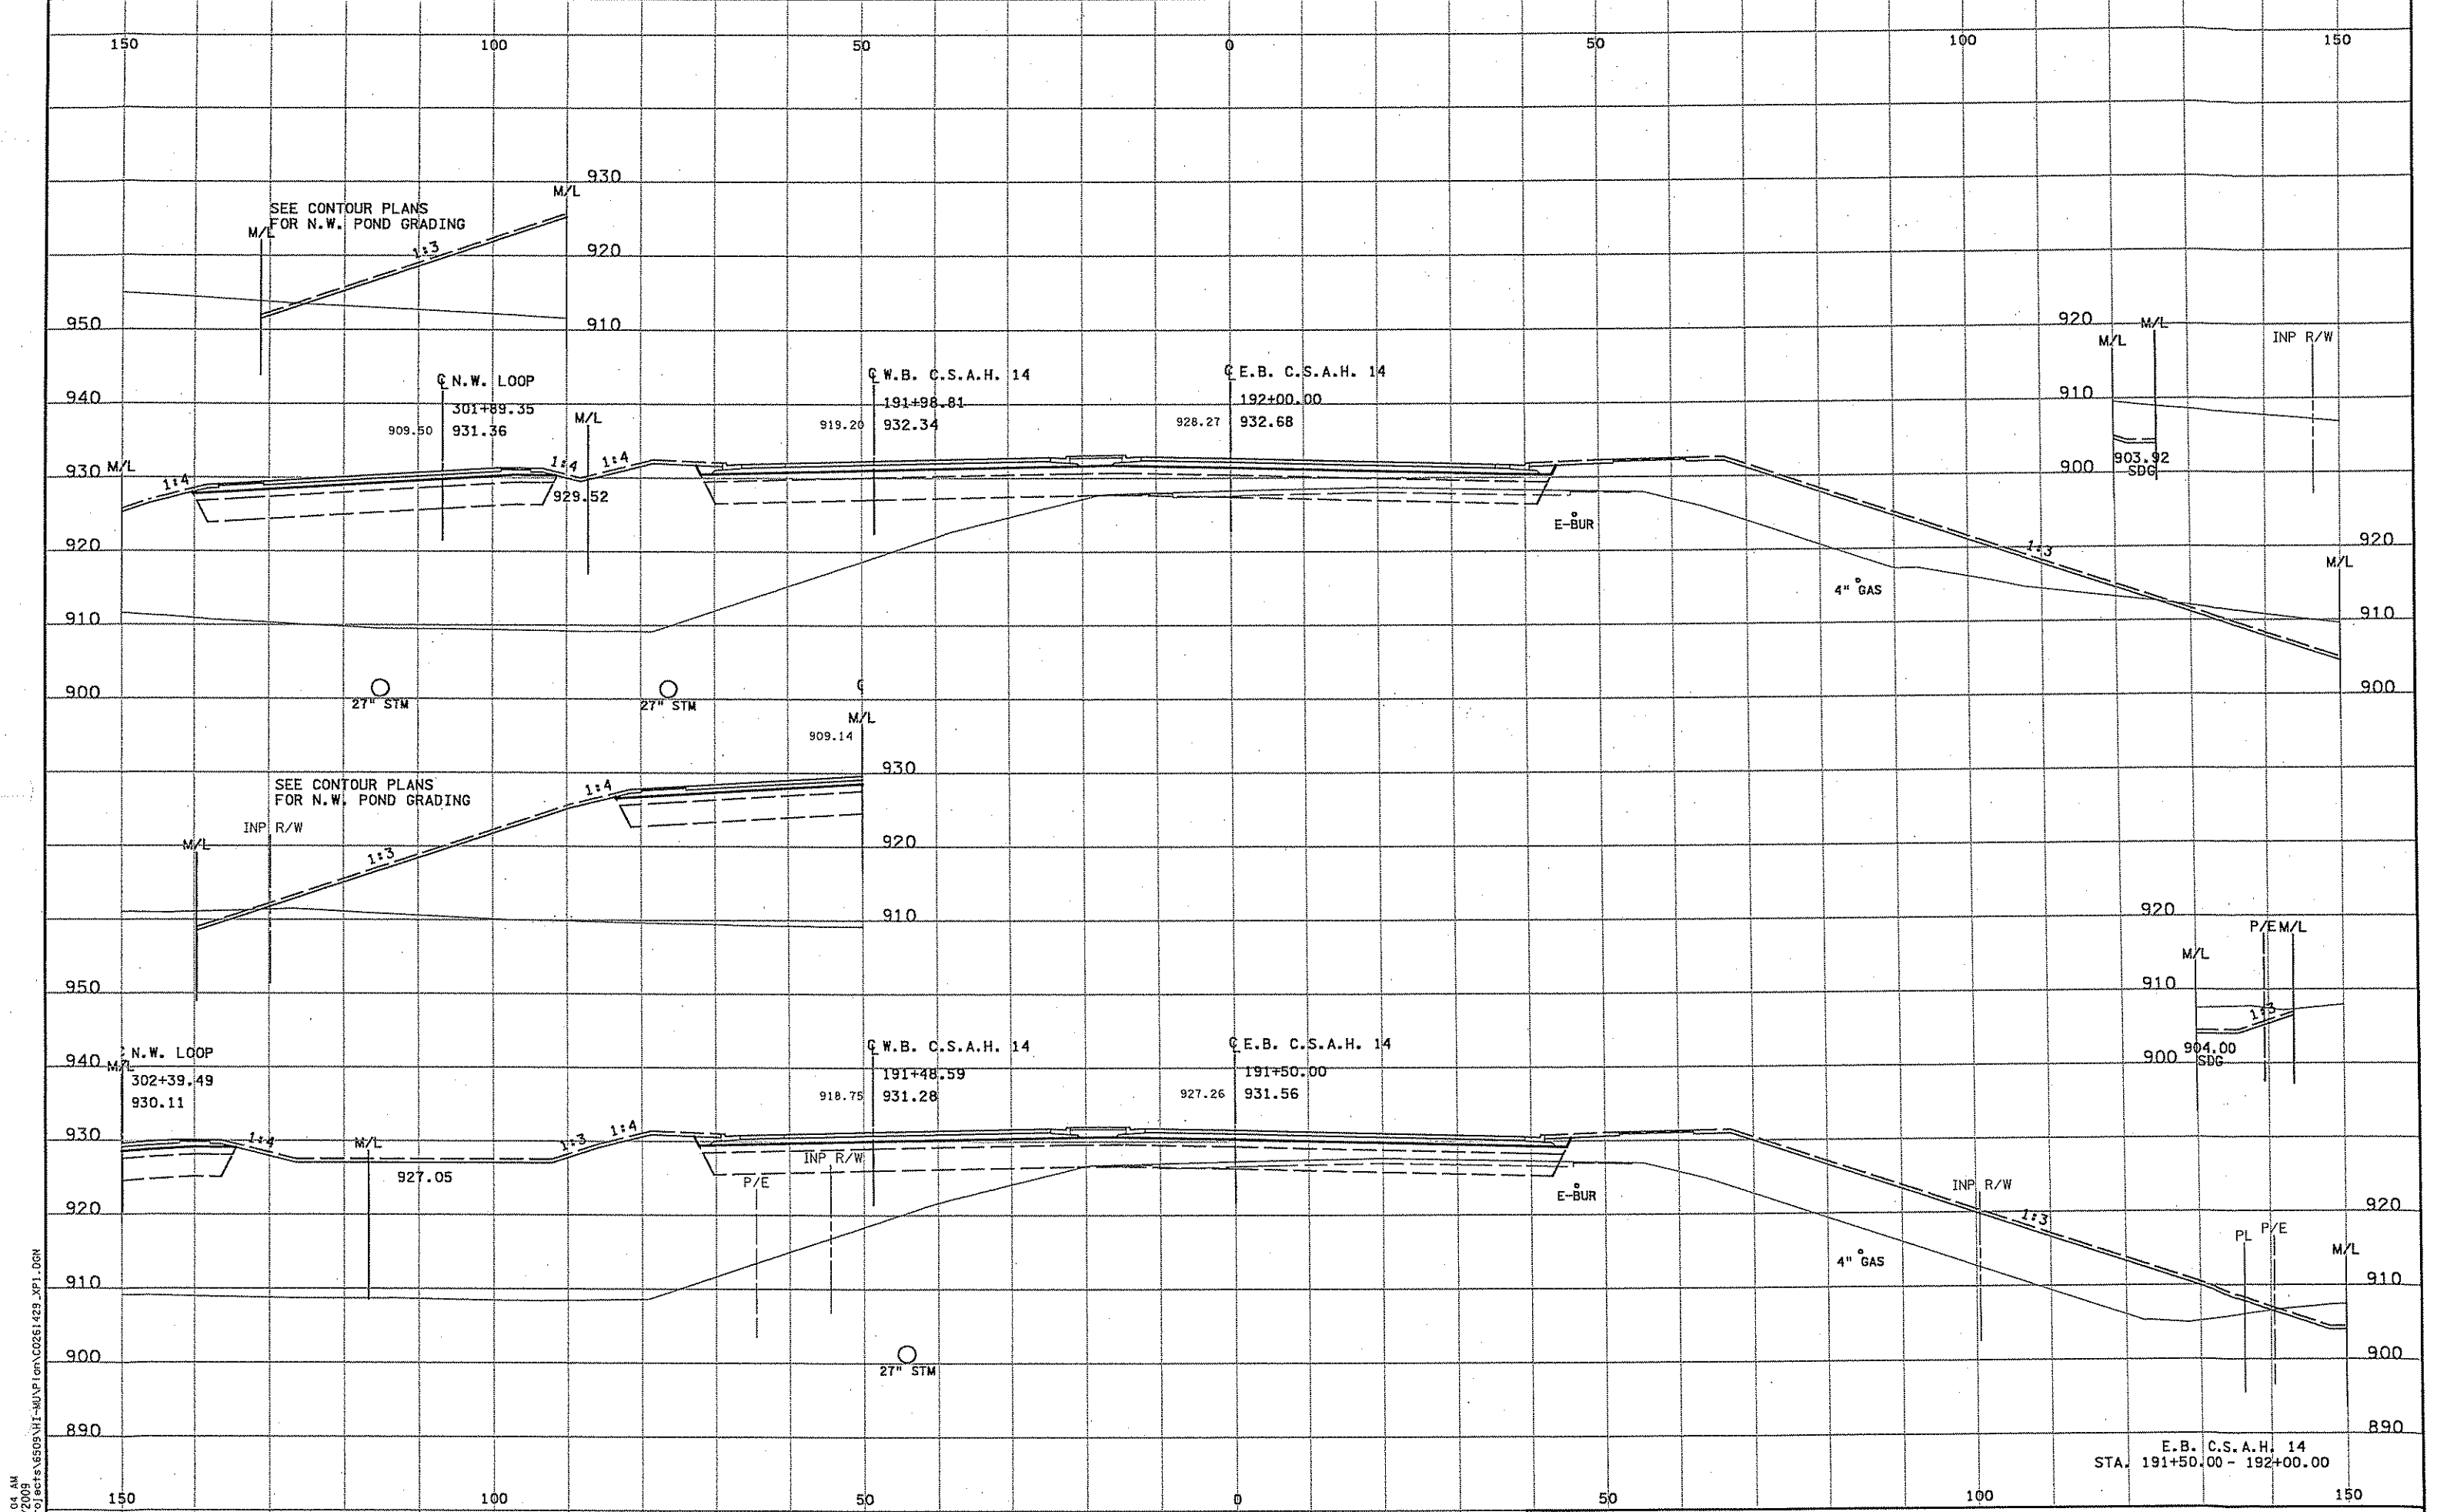 150 100 50 0 50 100 150
930
M/L
SEE CONTOUR PLANS
FOR N.W. POND GRADING
M/L
1:3
920
950 910 920
M/L M/L INP R/W
℄ N.W. LOOP ℄ W.B. C.S.A.H. 14 ℄ E.B. C.S.A.H. 14
940 910
301+89.35 191+98.81 192+00.00
909.50 931.36 M/L 919.20 932.34 928.27 932.68
930 M/L 1:4 1:4 1:4 900 903.92
SDG
1:4 929.52
E-BUR
920 1:3 920
M/L
4" GAS
910 910
900 27" STM 27" STM ℄ 900
M/L
909.14
930
SEE CONTOUR PLANS
FOR N.W. POND GRADING
1:4
INP R/W
M/L 1:3 920
910 920
P/E M/L
M/L
950 910
1:3
℄ W.B. C.S.A.H. 14 ℄ E.B. C.S.A.H. 14
N.W. LOOP
940 M/L 900 904.00
SDG
302+39.49 191+48.59 191+50.00
930.11 918.75 931.28 927.26 931.56
930 1:4 M/L 1:3 1:4
INP R/W
927.05 P/E E-BUR INP R/W
920 1:3 920
PL P/E M/L
4" GAS
910 910
900 27" STM 900
890 890
E.B. C.S.A.H. 14
STA. 191+50.00 - 192+00.00
150 100 50 0 50 100 150